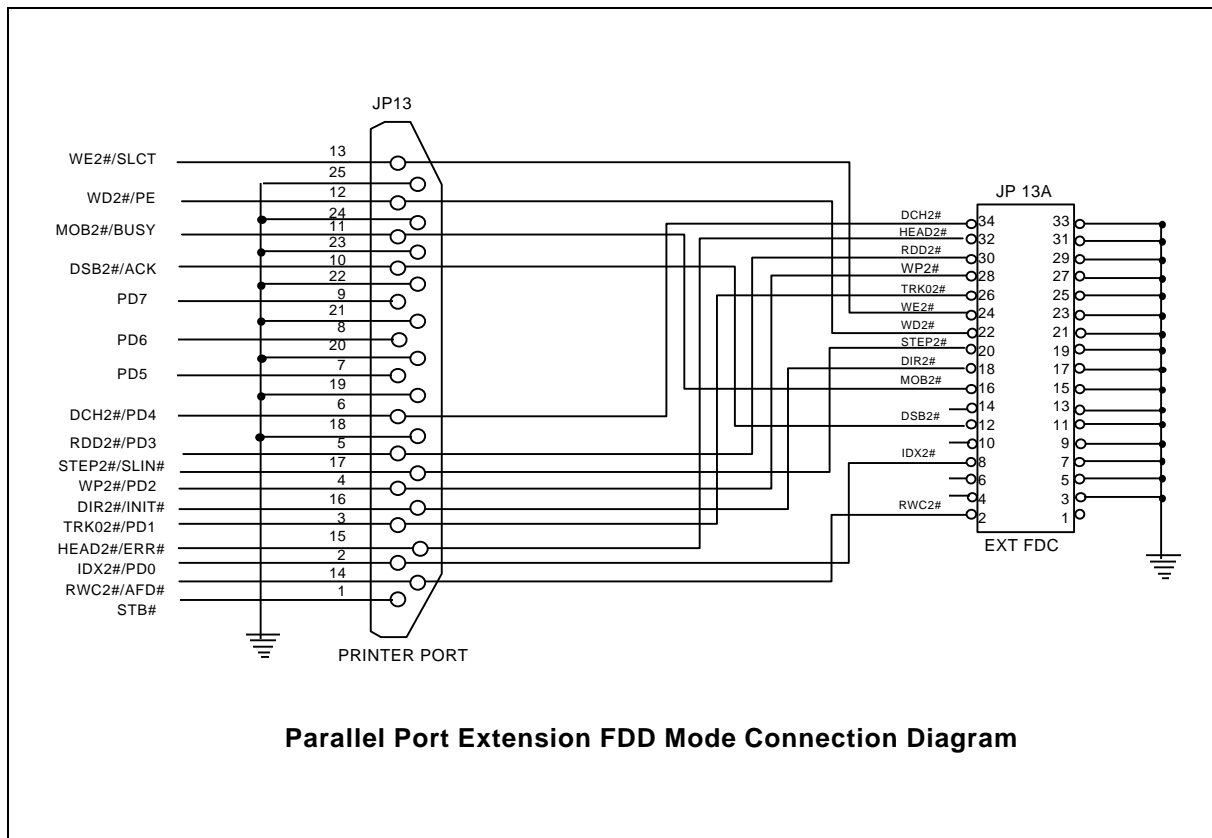 JP13
WE2#/SLCT
13
25
WD2#/PE
12
24
MOB2#/BUSY
11
23
DSB2#/ACK
10
22
PD7
9
21
PD6
8
20
PD5
7
19
DCH2#/PD4
6
18
RDD2#/PD3
5
STEP2#/SLIN#
17
WP2#/PD2
4
DIR2#/INIT#
16
TRK02#/PD1
3
HEAD2#/ERR#
15
IDX2#/PD0
2
RWC2#/AFD#
14
STB#
1
PRINTER PORT
JP 13A
DCH2# 34 33
HEAD2# 32 31
RDD2# 30 29
WP2# 28 27
TRK02# 26 25
WE2# 24 23
WD2# 22 21
STEP2# 20 19
DIR2# 18 17
MOB2# 16 15
14 13
DSB2# 12 11
10 9
IDX2# 8 7
6 5
4 3
RWC2# 2 1
EXT FDC
Parallel Port Extension FDD Mode Connection Diagram